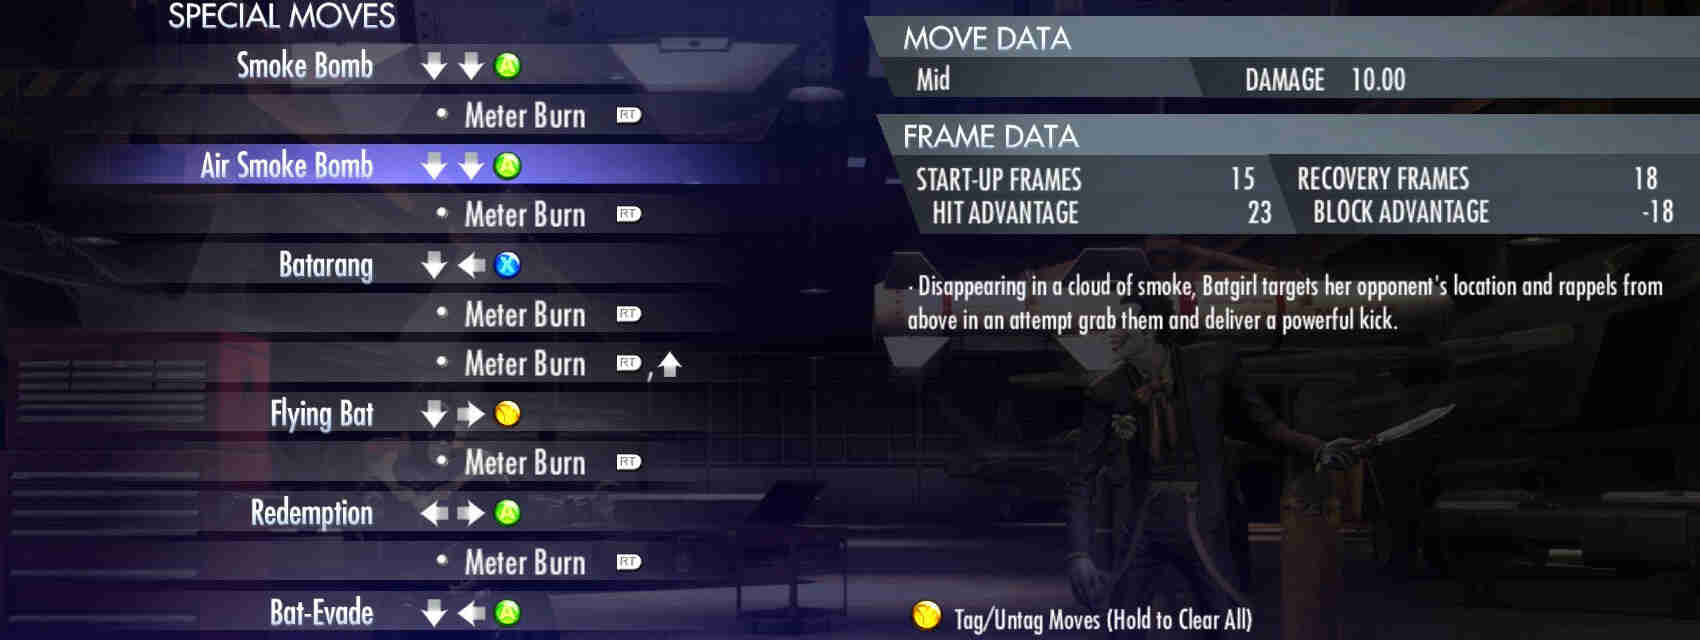 SPECIAL MOVES
Smoke Bomb A
Meter Burn RT
Air Smoke Bomb A
Meter Burn RT
Batarang X
Meter Burn RT
Meter Burn RT ,
Flying Bat Y
Meter Burn RT
Redemption A
Meter Burn RT
Bat-Evade A
MOVE DATA
Mid DAMAGE 10.00
FRAME DATA
START-UP FRAMES 15 RECOVERY FRAMES 18
HIT ADVANTAGE 23 BLOCK ADVANTAGE -18
· Disappearing in a cloud of smoke, Batgirl targets her opponent's location and rappels from
above in an attempt grab them and deliver a powerful kick.
Y Tag/Untag Moves (Hold to Clear All)